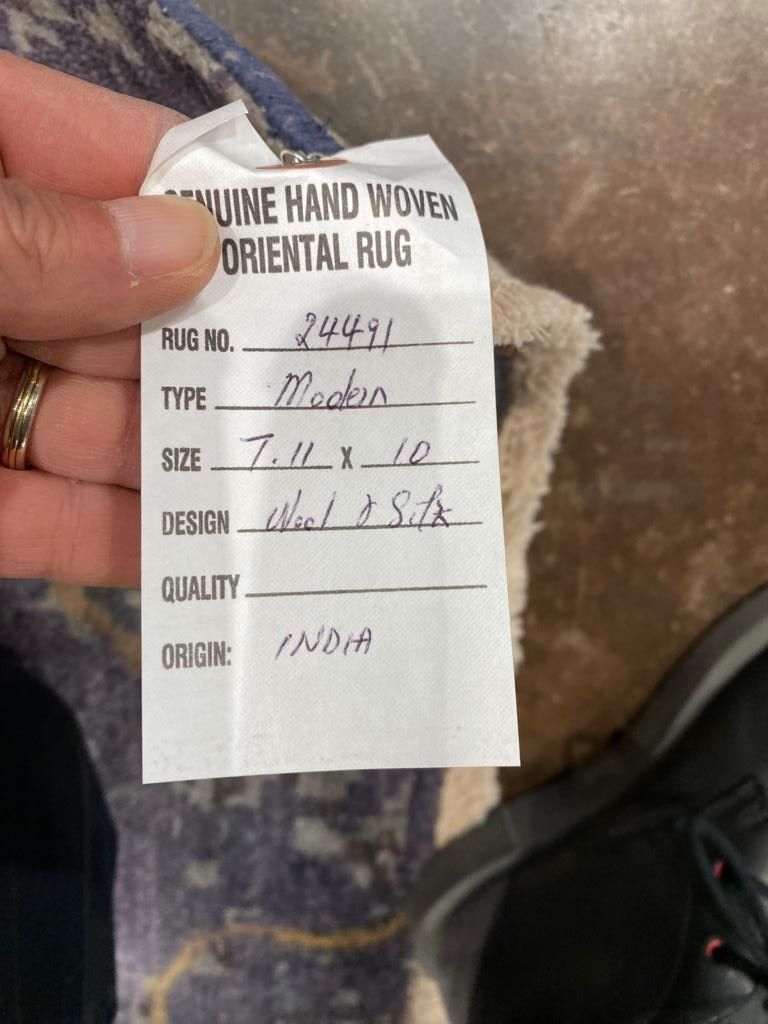 GENUINE HAND WOVEN
ORIENTAL RUG
RUG NO. 24491
TYPE Modern
SIZE 7.11 X 10
DESIGN Wool & Silk
QUALITY
ORIGIN: INDIA